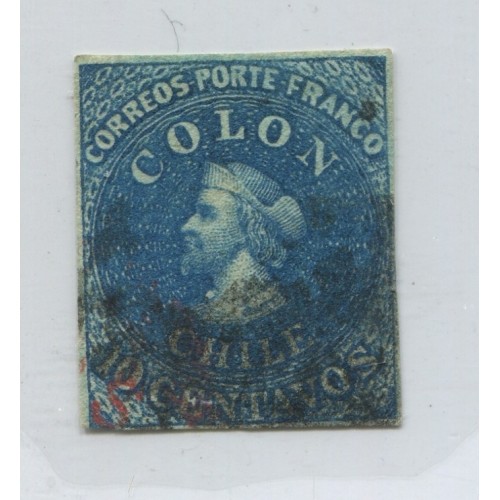 CORREOS PORTE FRANCO
COLON
CHILE
10 CENTAVOS